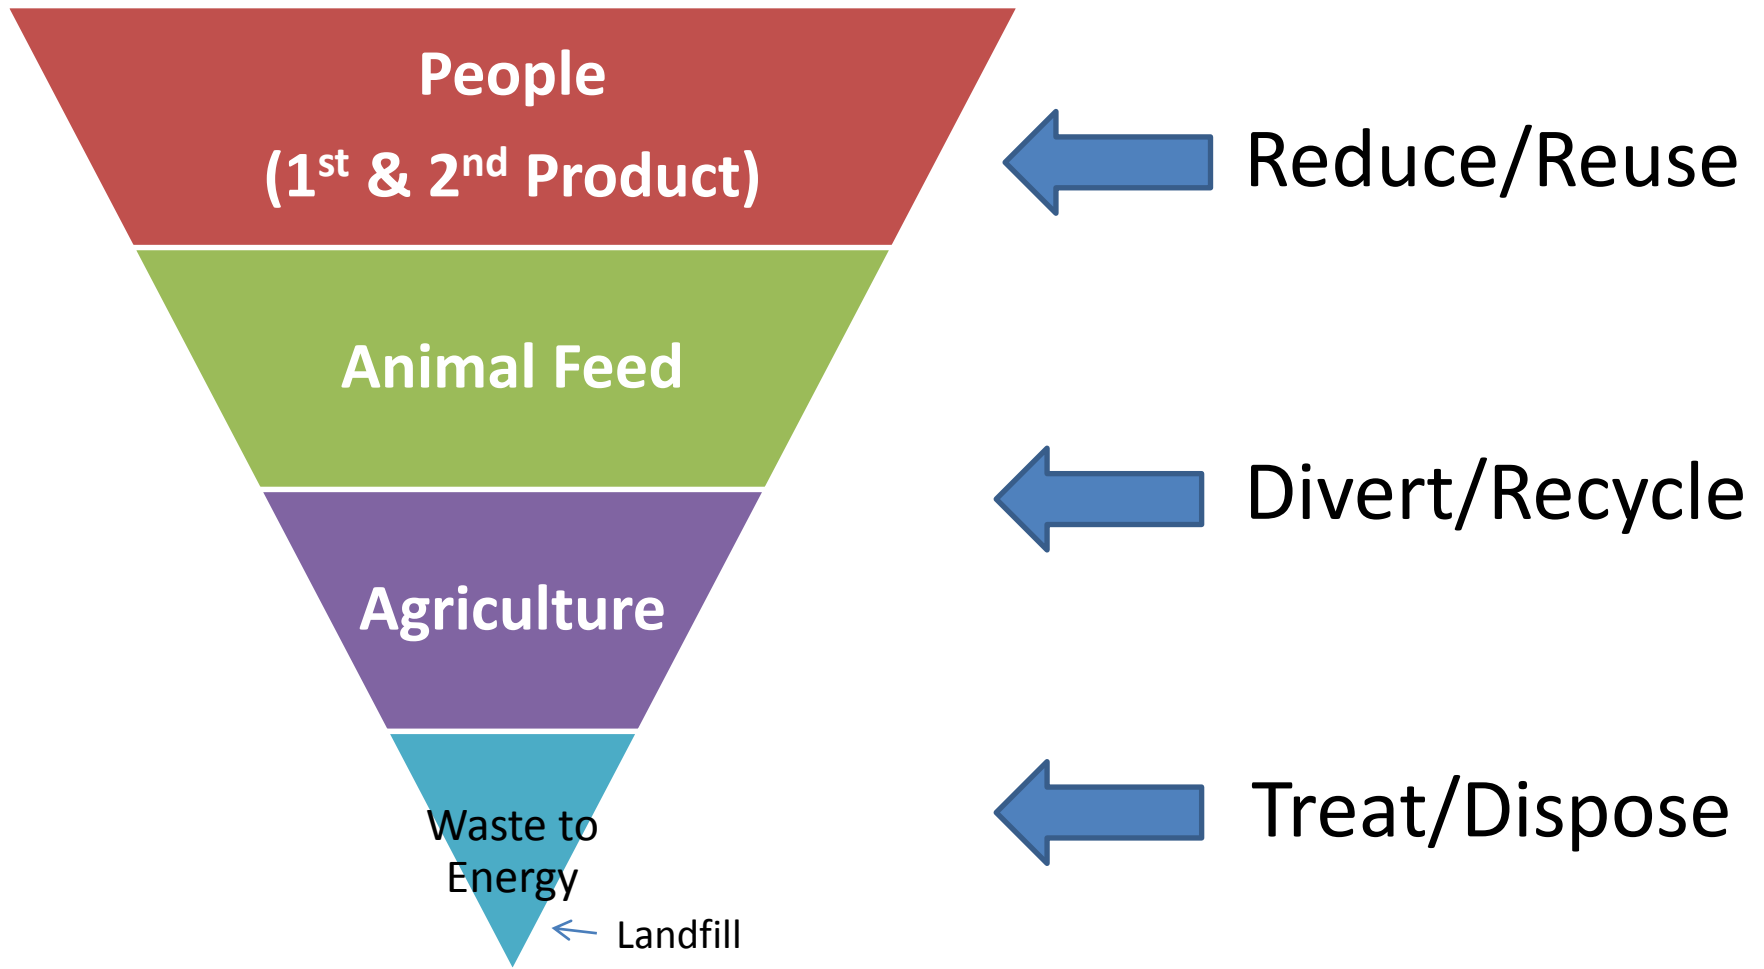 People
(1st & 2nd Product)
Reduce/Reuse
Animal Feed
Divert/Recycle
Agriculture
Treat/Dispose
Waste to
Energy
Landfill